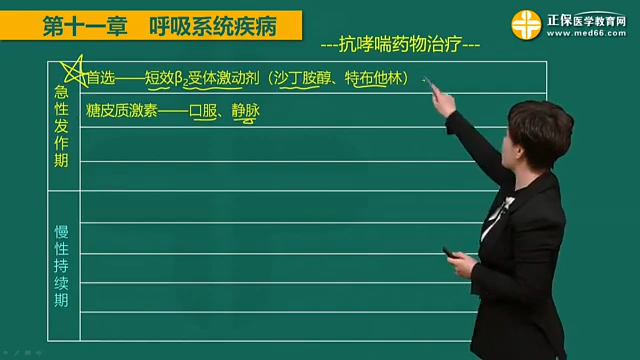 第十一章 呼吸系统疾病
正保医学教育网
www.med66.com
---抗哮喘药物治疗---
急性发作期
首选——短效β₂受体激动剂（沙丁胺醇、特布他林）
糖皮质激素——口服、静脉
慢性持续期